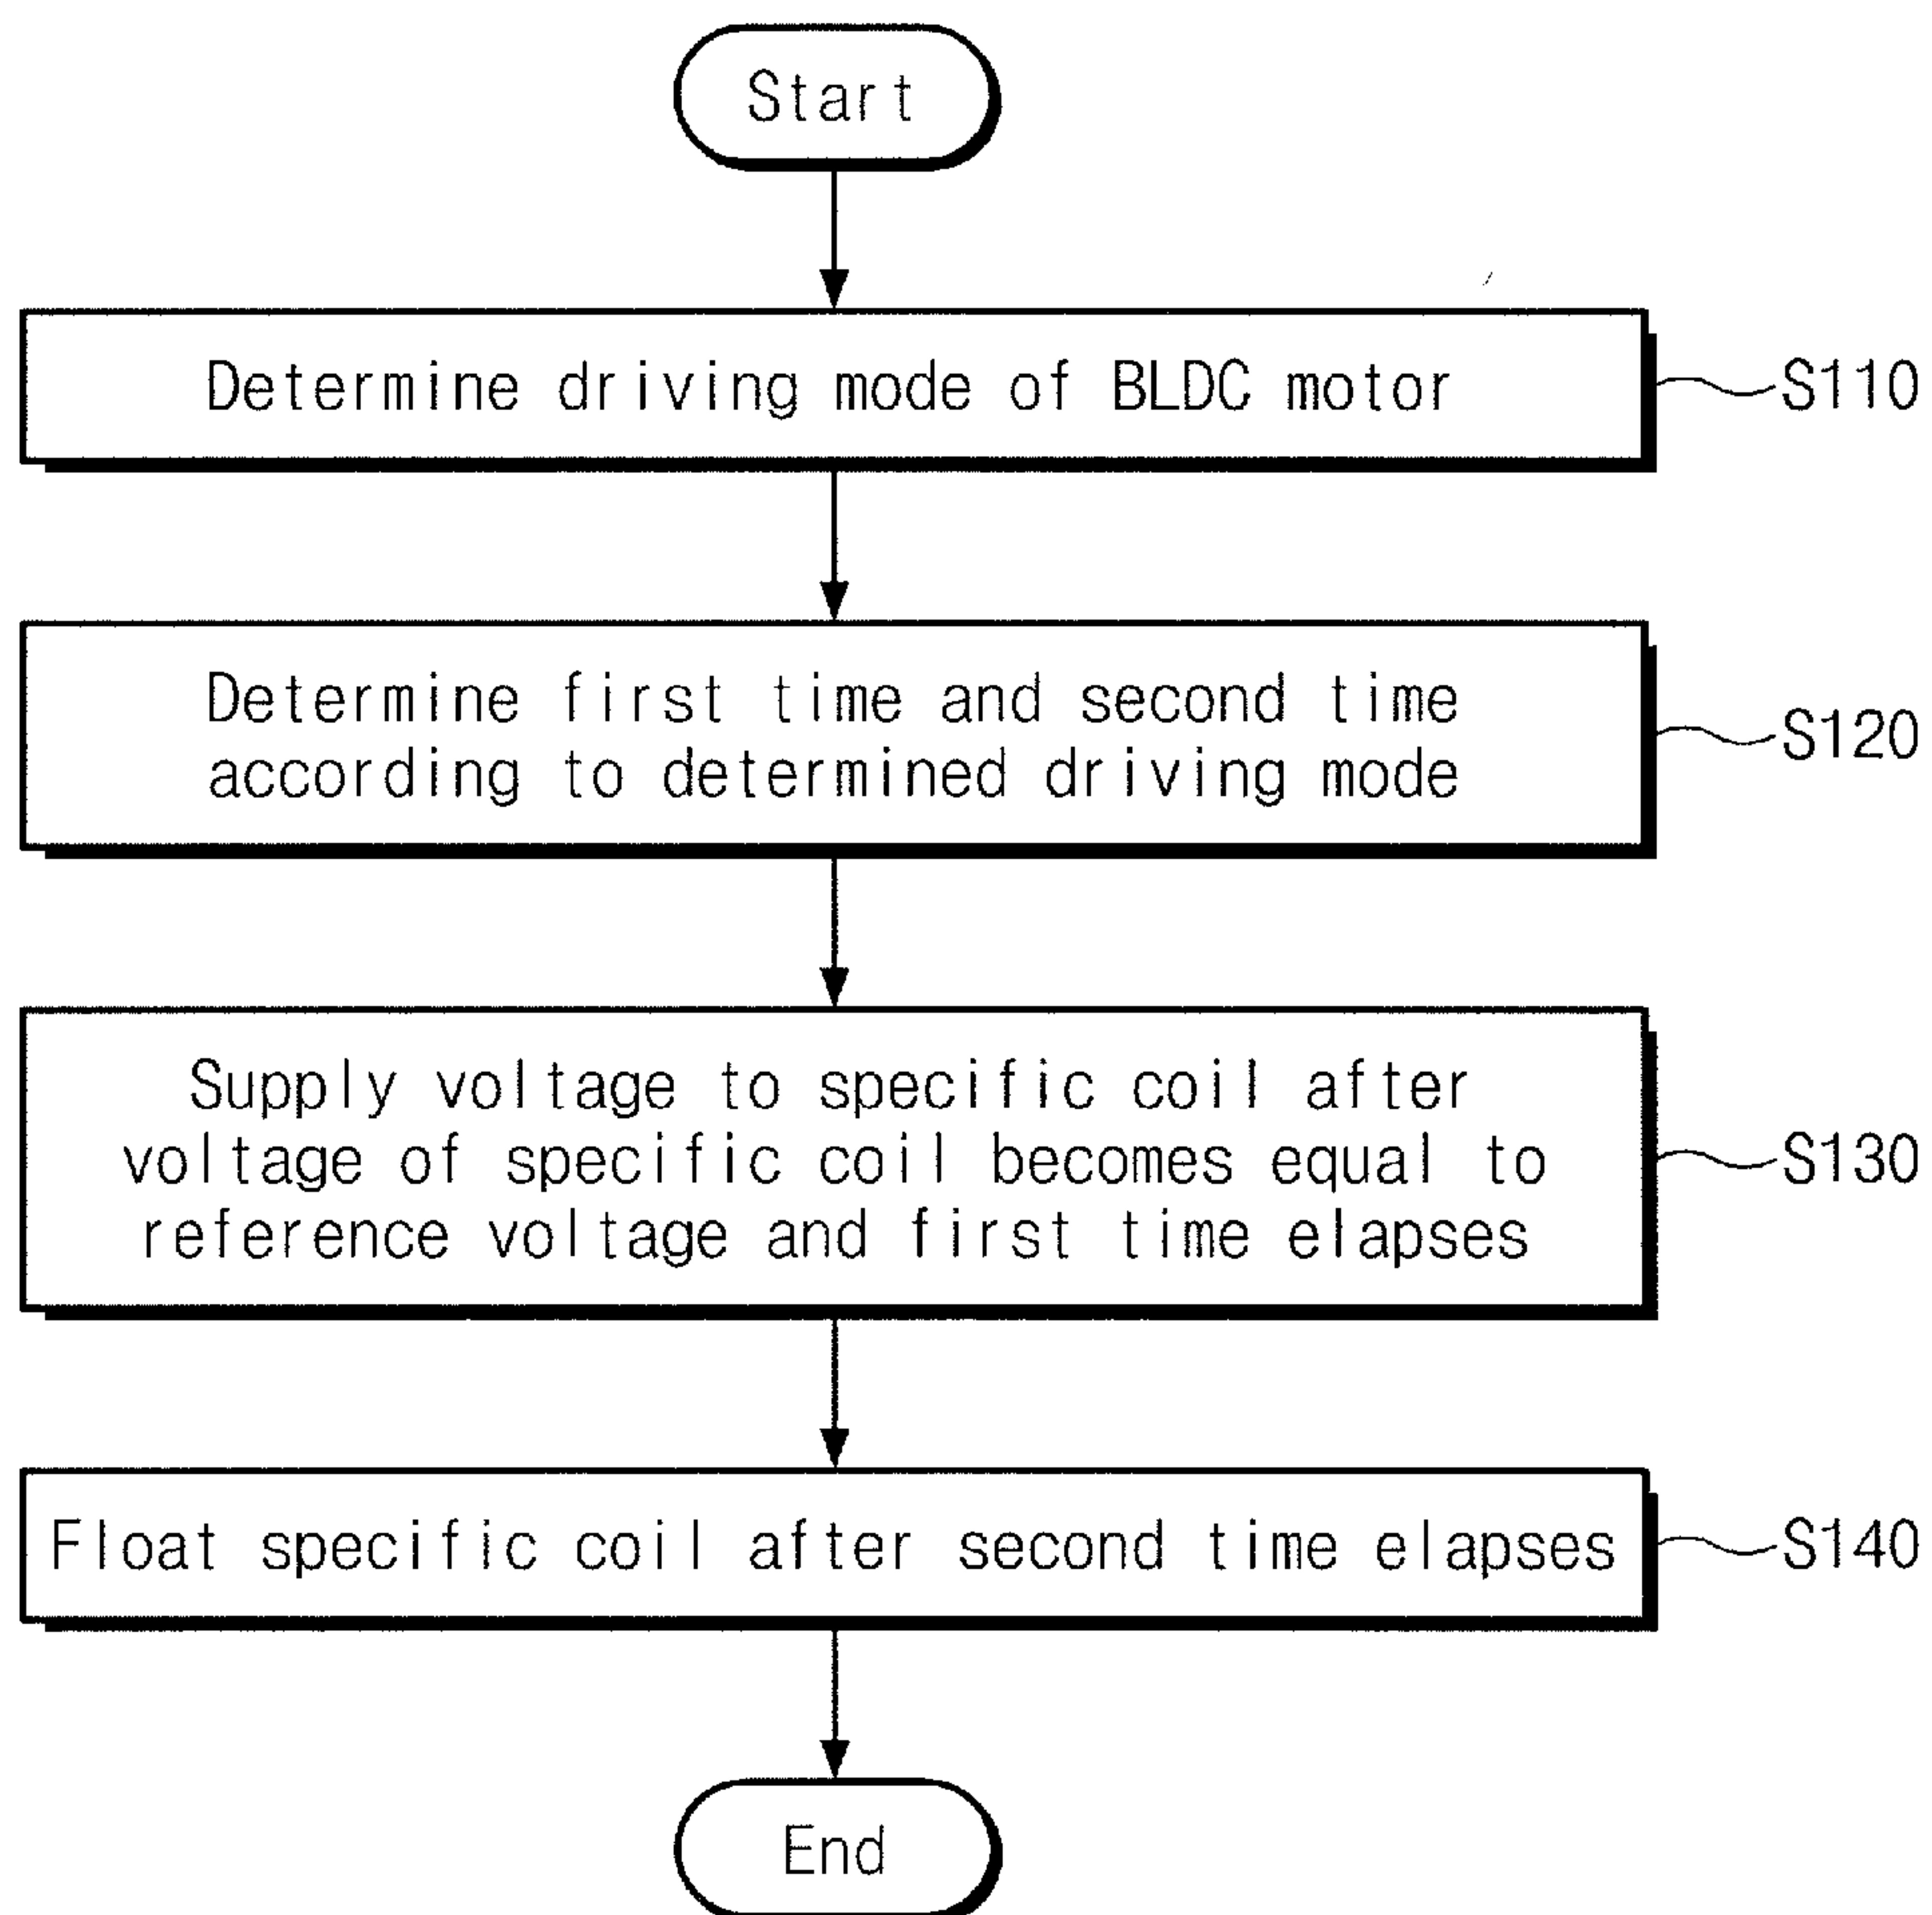 Start
Determine driving mode of BLDC motor
S110
Determine first time and second time
according to determined driving mode
S120
Supply voltage to specific coil after
voltage of specific coil becomes equal to
reference voltage and first time elapses
S130
Float specific coil after second time elapses
S140
End